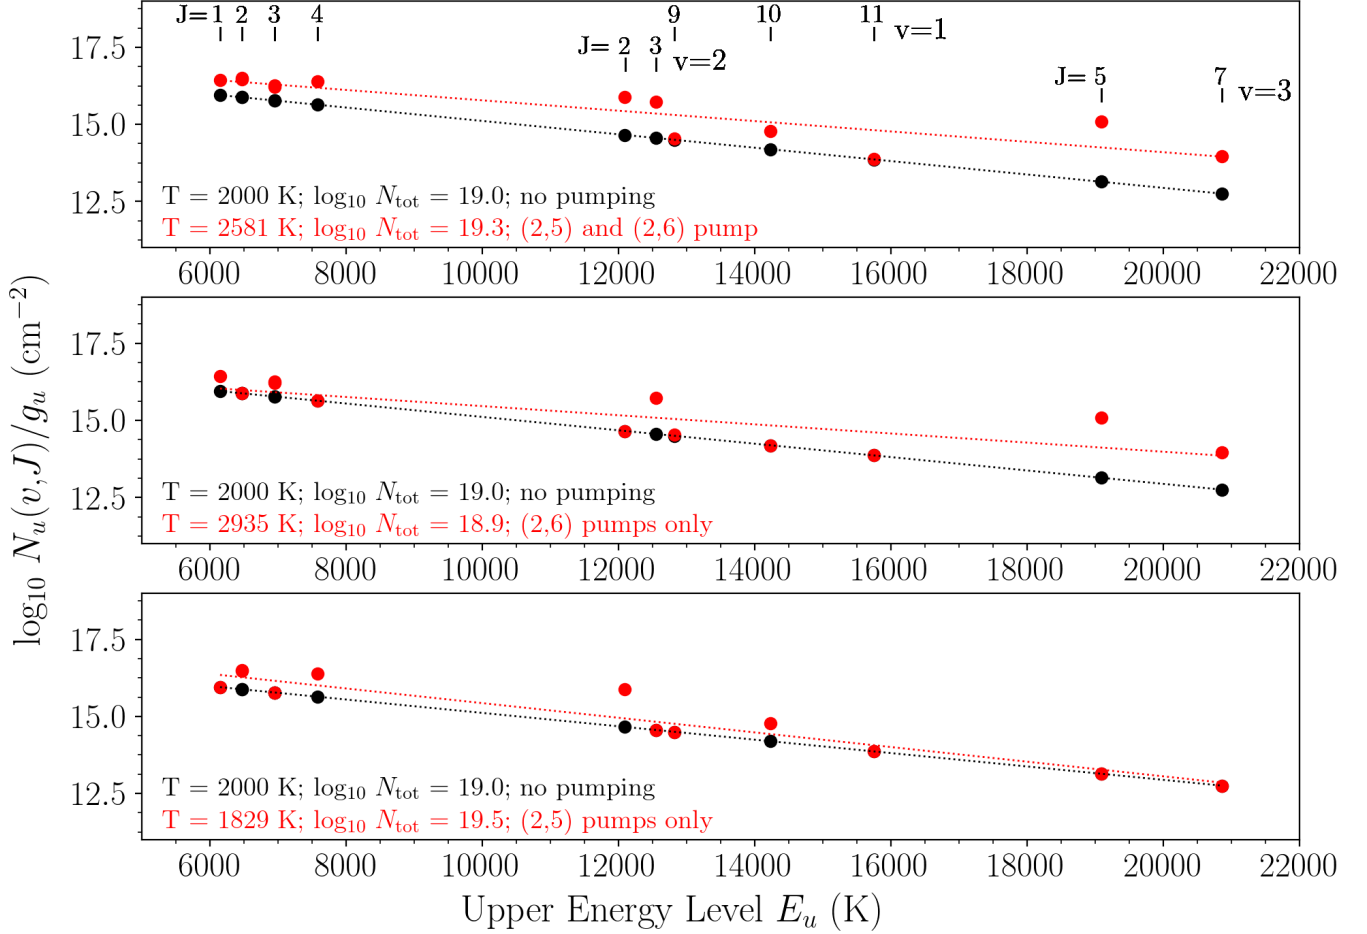 J= 1 2 3 4 9 10 11 v=1
J= 2 3 v=2
J= 5 7 v=3
17.5
15.0
12.5
T = 2000 K; log₁₀ Nₜₒₜ = 19.0; no pumping
T = 2581 K; log₁₀ Nₜₒₜ = 19.3; (2,5) and (2,6) pump
6000 8000 10000 12000 14000 16000 18000 20000 22000
17.5
15.0
12.5
T = 2000 K; log₁₀ Nₜₒₜ = 19.0; no pumping
T = 2935 K; log₁₀ Nₜₒₜ = 18.9; (2,6) pumps only
6000 8000 10000 12000 14000 16000 18000 20000 22000
17.5
15.0
12.5
T = 2000 K; log₁₀ Nₜₒₜ = 19.0; no pumping
T = 1829 K; log₁₀ Nₜₒₜ = 19.5; (2,5) pumps only
6000 8000 10000 12000 14000 16000 18000 20000 22000
log₁₀ Nᵤ(v,J)/gᵤ (cm⁻²)
Upper Energy Level Eᵤ (K)